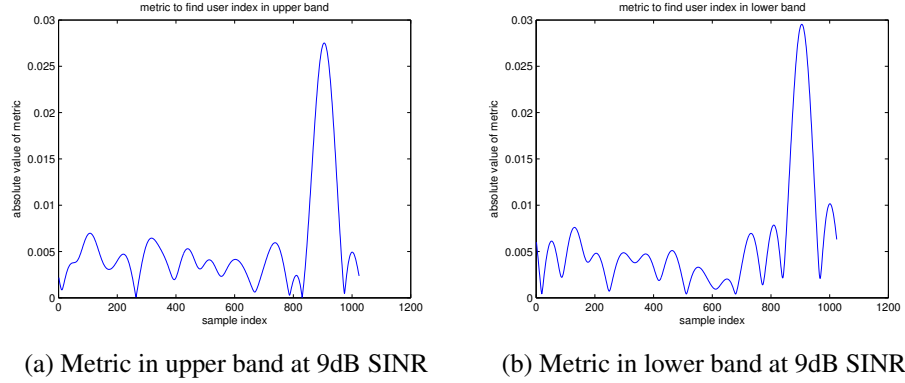 metric to find user index in upper band
0.03
0.025
0.02
0.015
0.01
0.005
0
absolute value of metric
0 200 400 600 800 1000 1200
sample index
(a) Metric in upper band at 9dB SINR
metric to find user index in lower band
0.03
0.025
0.02
0.015
0.01
0.005
0
absolute value of metric
0 200 400 600 800 1000 1200
sample index
(b) Metric in lower band at 9dB SINR